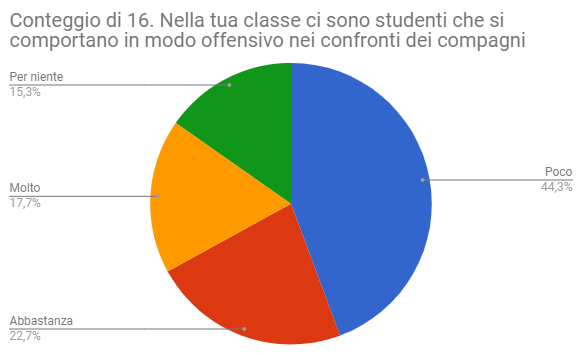 Conteggio di 16. Nella tua classe ci sono studenti che si
comportano in modo offensivo nei confronti dei compagni
Per niente
15,3%
Poco
44,3%
Molto
17,7%
Abbastanza
22,7%